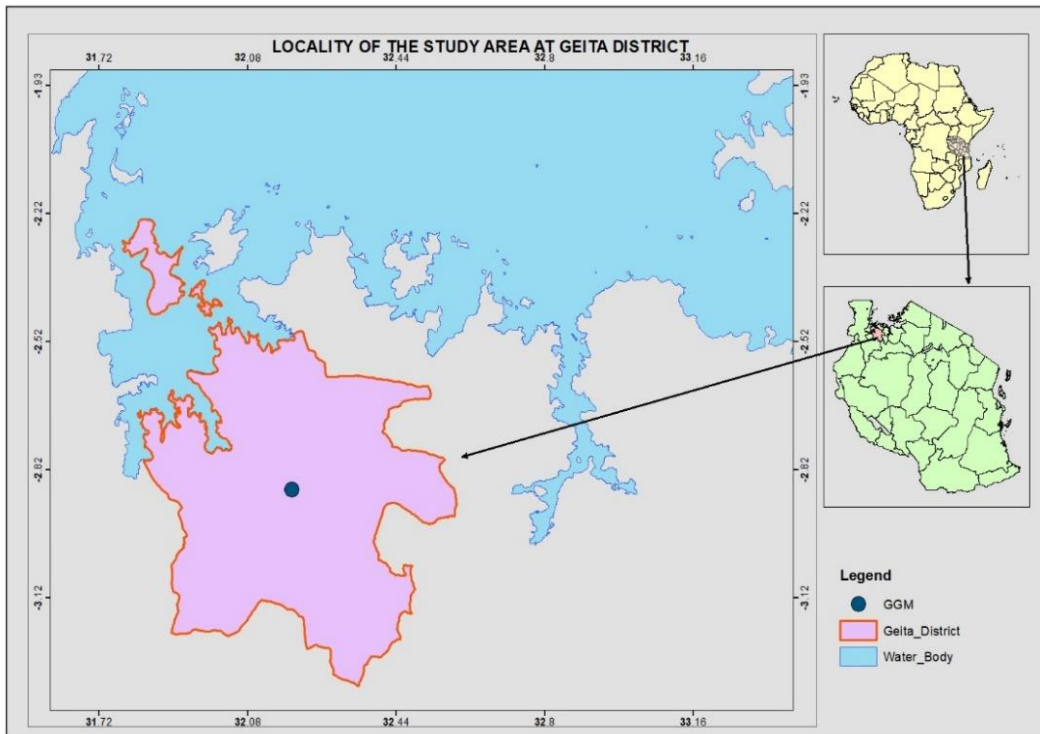 LOCALITY OF THE STUDY AREA AT GEITA DISTRICT
31.72 32.08 32.44 32.8 33.16
-1.93 -1.93
-2.22 -2.22
-2.52 -2.52
-2.82 -2.82
-3.12 -3.12
31.72 32.08 32.44 32.8 33.16
Legend
GGM
Geita_District
Water_Body